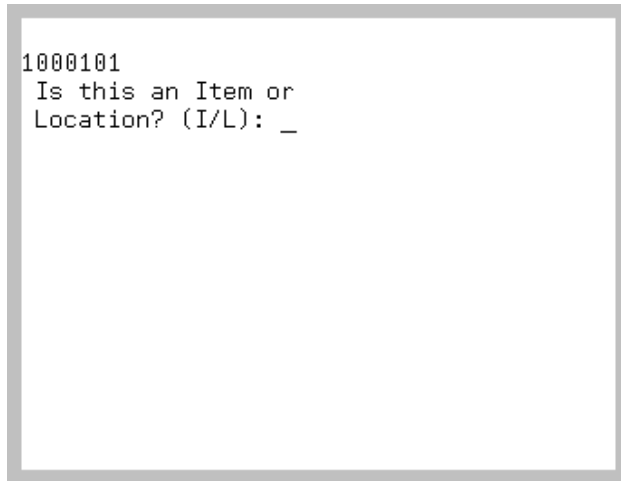 1000101
Is this an Item or
Location? (I/L): _